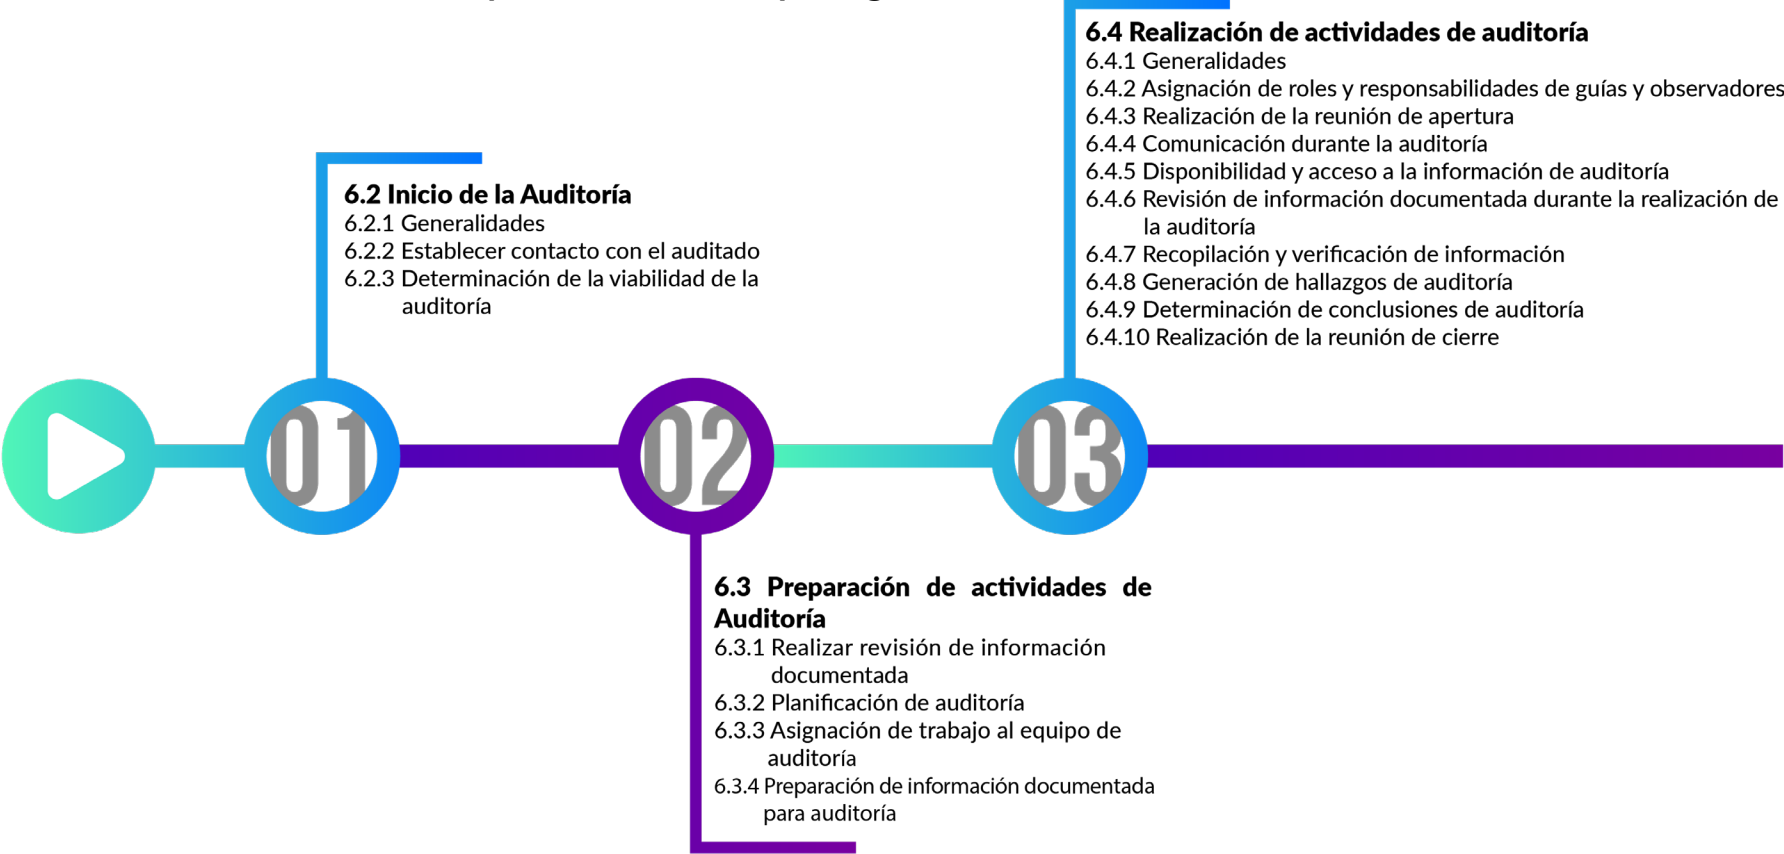 6.2 Inicio de la Auditoría
6.2.1 Generalidades
6.2.2 Establecer contacto con el auditado
6.2.3 Determinación de la viabilidad de la
auditoría
6.4 Realización de actividades de auditoría
6.4.1 Generalidades
6.4.2 Asignación de roles y responsabilidades de guías y observadores
6.4.3 Realización de la reunión de apertura
6.4.4 Comunicación durante la auditoría
6.4.5 Disponibilidad y acceso a la información de auditoría
6.4.6 Revisión de información documentada durante la realización de
la auditoría
6.4.7 Recopilación y verificación de información
6.4.8 Generación de hallazgos de auditoría
6.4.9 Determinación de conclusiones de auditoría
6.4.10 Realización de la reunión de cierre
01
02
03
6.3 Preparación de actividades de
Auditoría
6.3.1 Realizar revisión de información
documentada
6.3.2 Planificación de auditoría
6.3.3 Asignación de trabajo al equipo de
auditoría
6.3.4 Preparación de información documentada
para auditoría